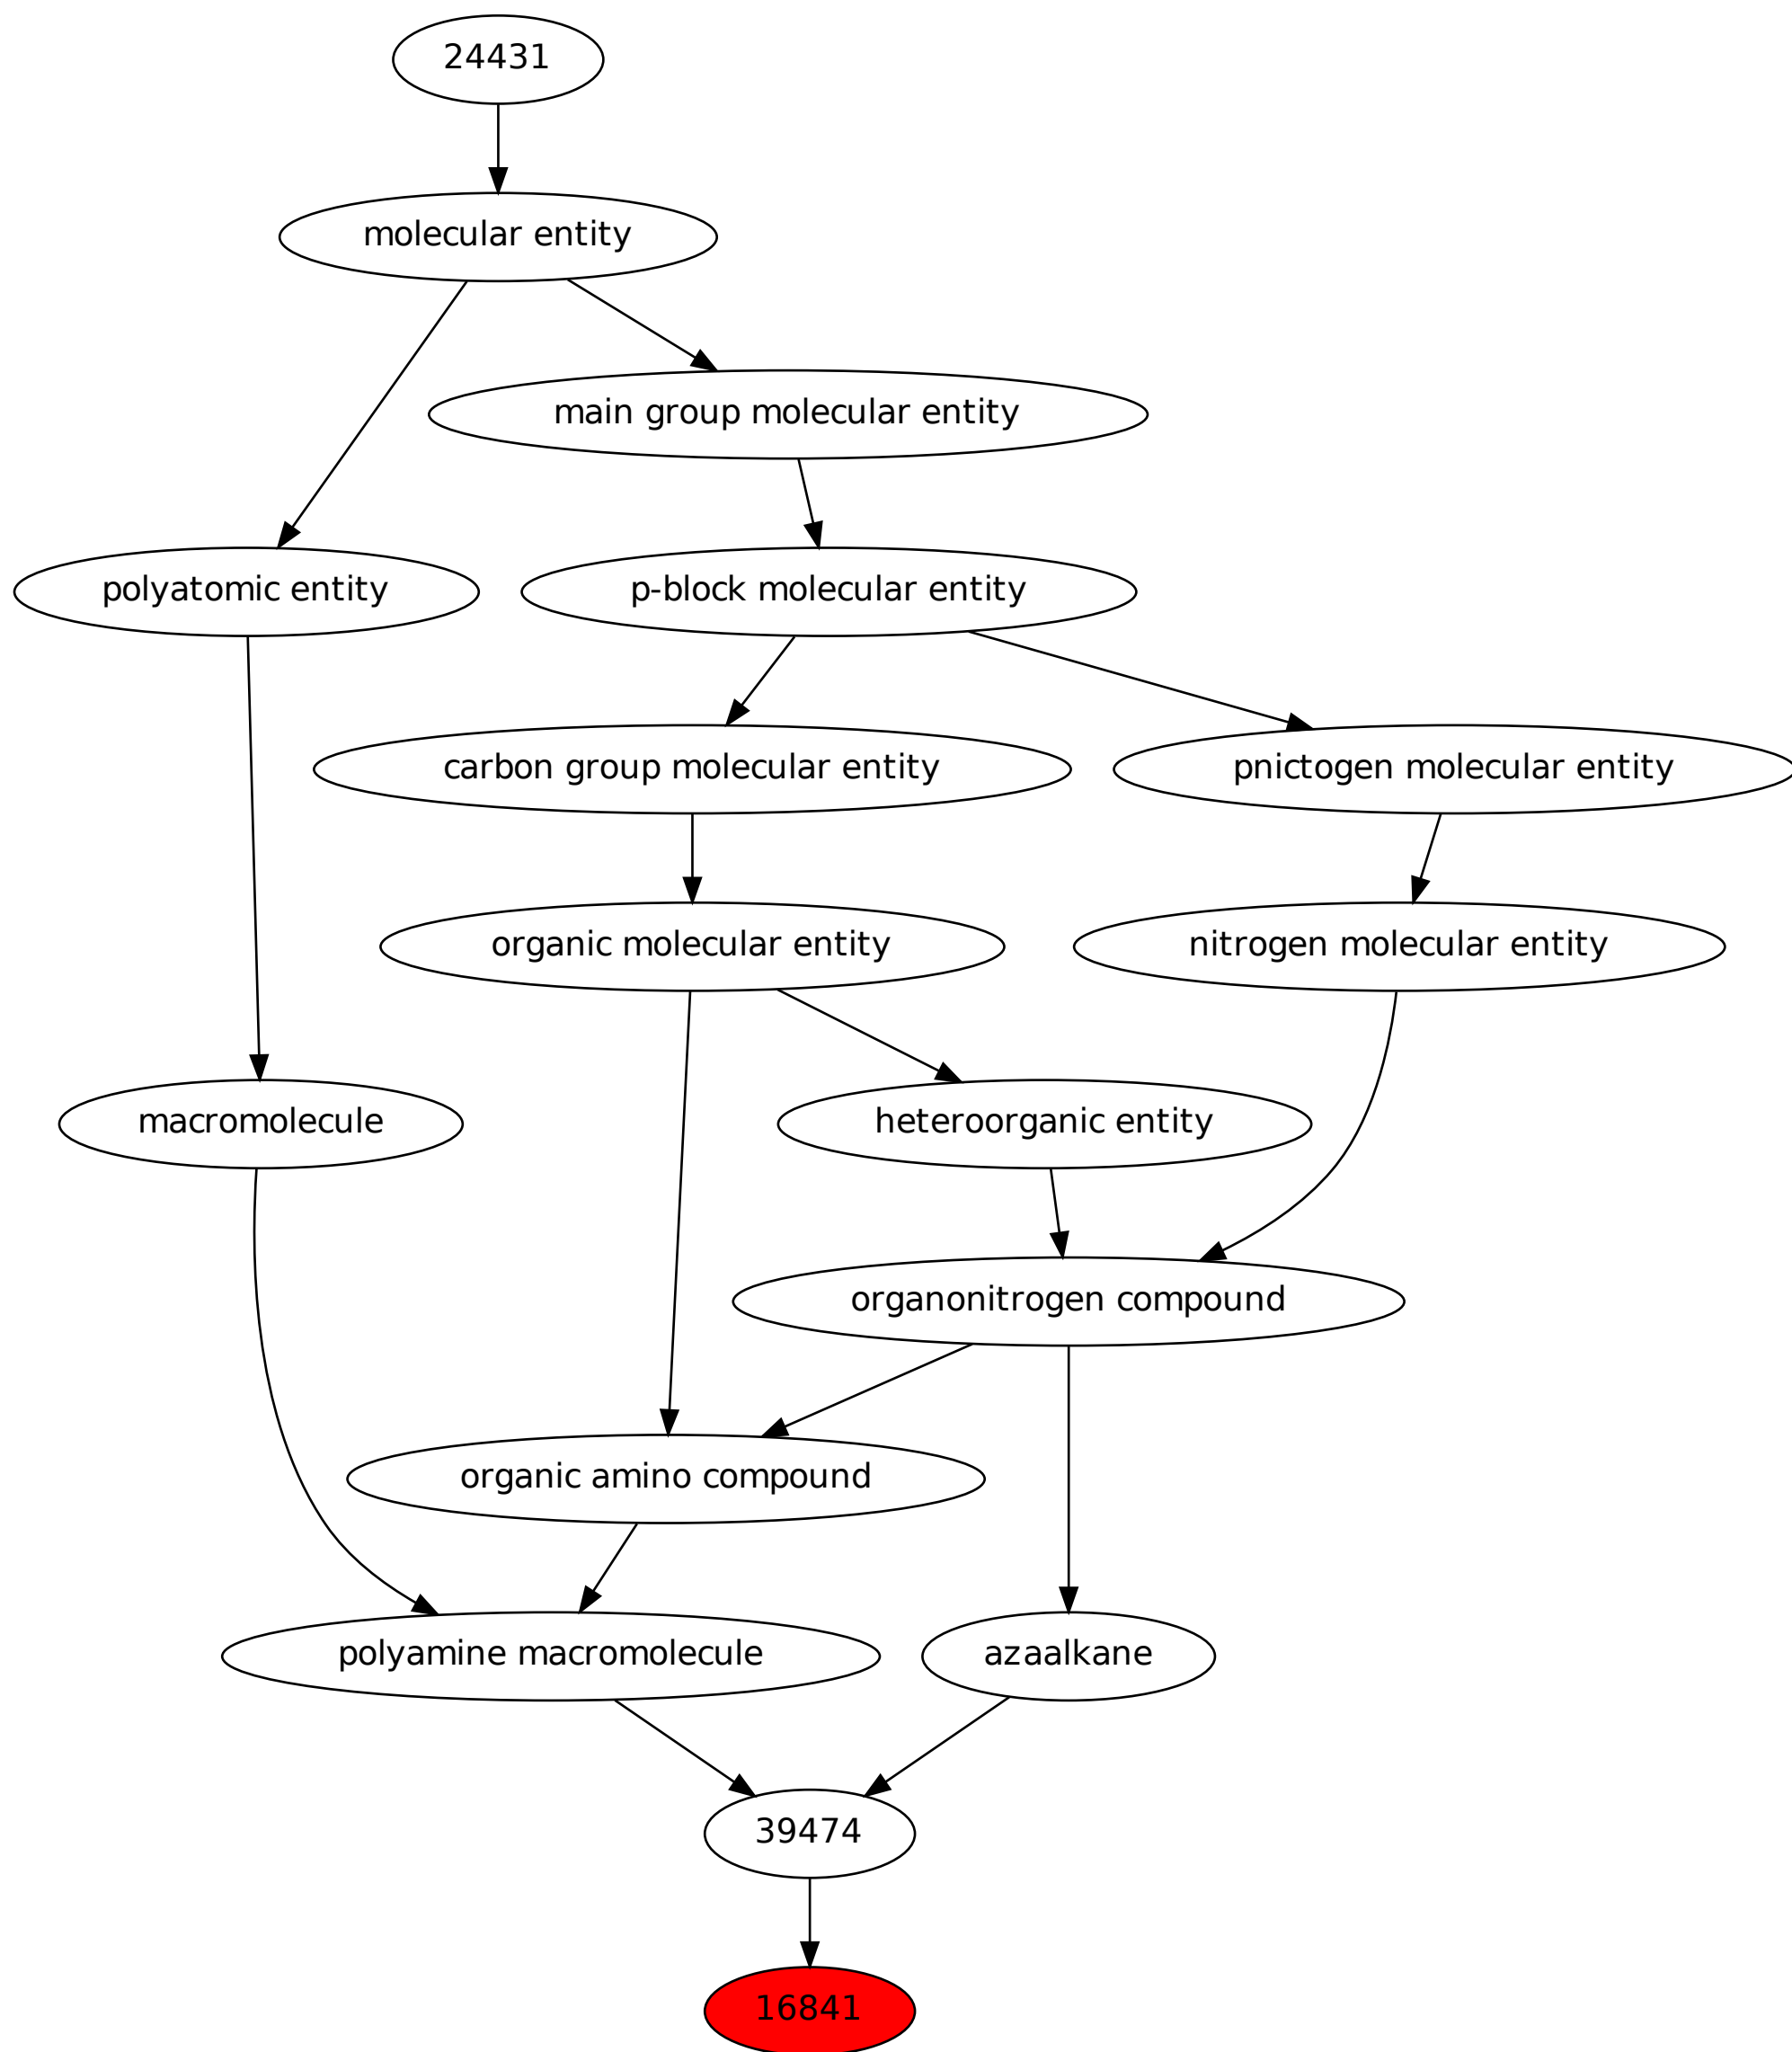 24431
molecular entity
main group molecular entity
polyatomic entity
p-block molecular entity
carbon group molecular entity
pnictogen molecular entity
organic molecular entity
nitrogen molecular entity
macromolecule
heteroorganic entity
organonitrogen compound
organic amino compound
polyamine macromolecule
azaalkane
39474
16841